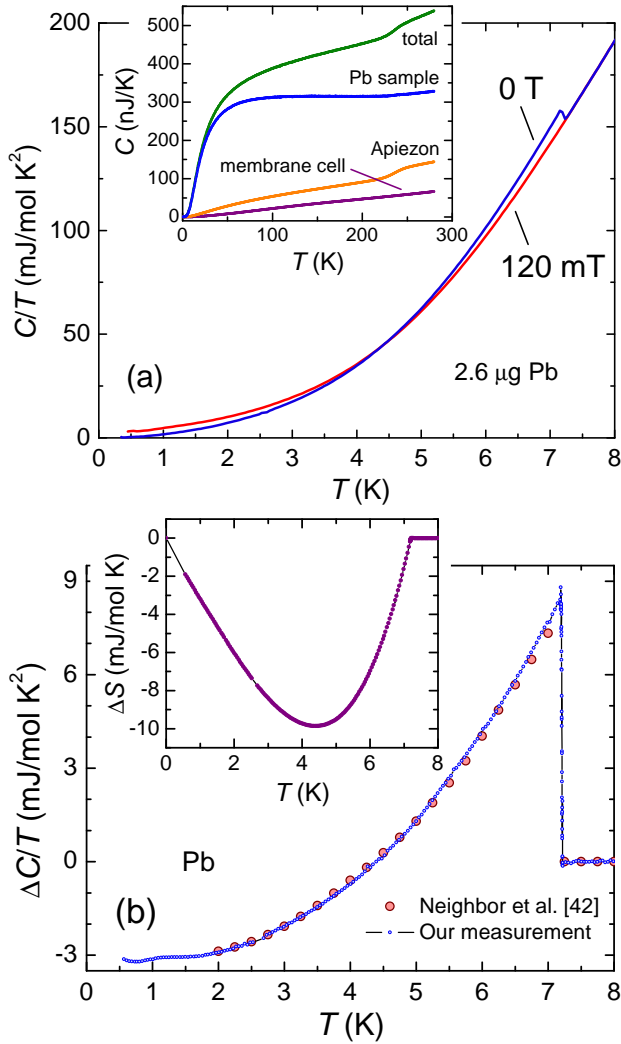 (a)
C/T (mJ/mol K²)
200
150
100
50
0
0 1 2 3 4 5 6 7 8
T (K)
C (nJ/K)
500
400
300
200
100
0
0 100 200 300
T (K)
total
Pb sample
Apiezon
membrane cell
0 T
120 mT
2.6 μg Pb
(b)
ΔC/T (mJ/mol K²)
9
6
3
0
-3
0 1 2 3 4 5 6 7 8
T (K)
ΔS (mJ/mol K)
0
-2
-4
-6
-8
-10
0 2 4 6 8
T (K)
Pb
Neighbor et al. [42]
Our measurement